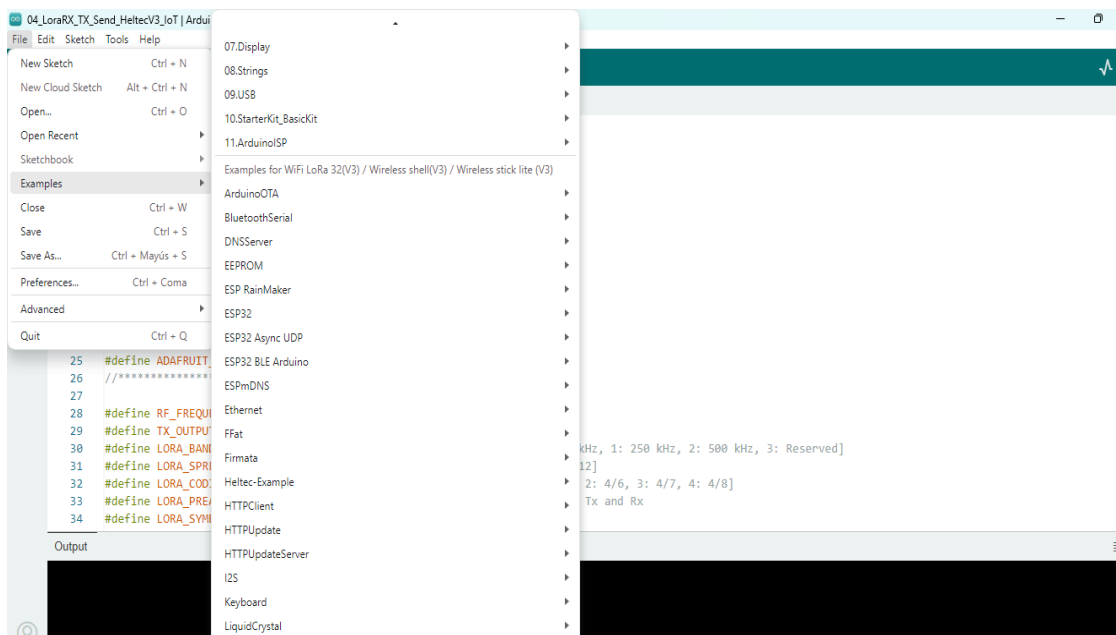 04_LoraRX_TX_Send_HeltecV3_IoT | Ardui
File Edit Sketch Tools Help
New Sketch Ctrl + N
New Cloud Sketch Alt + Ctrl + N
Open... Ctrl + O
Open Recent
Sketchbook
Examples
Close Ctrl + W
Save Ctrl + S
Save As... Ctrl + Mayús + S
Preferences... Ctrl + Coma
Advanced
Quit Ctrl + Q
07.Display
08.Strings
09.USB
10.StarterKit_BasicKit
11.ArduinoISP
Examples for WiFi LoRa 32(V3) / Wireless shell(V3) / Wireless stick lite (V3)
ArduinoOTA
BluetoothSerial
DNSServer
EEPROM
ESP RainMaker
ESP32
ESP32 Async UDP
ESP32 BLE Arduino
ESPmDNS
Ethernet
FFat
Firmata
Heltec-Example
HTTPClient
HTTPUpdate
HTTPUpdateServer
I2S
Keyboard
LiquidCrystal
25 #define ADAFRUIT_
26 //**************
27
28 #define RF_FREQU
29 #define TX_OUTPUT
30 #define LORA_BAND kHz, 1: 250 kHz, 2: 500 kHz, 3: Reserved]
31 #define LORA_SPRE 12]
32 #define LORA_CODI 2: 4/6, 3: 4/7, 4: 4/8]
33 #define LORA_PREA Tx and Rx
34 #define LORA_SYMB
Output